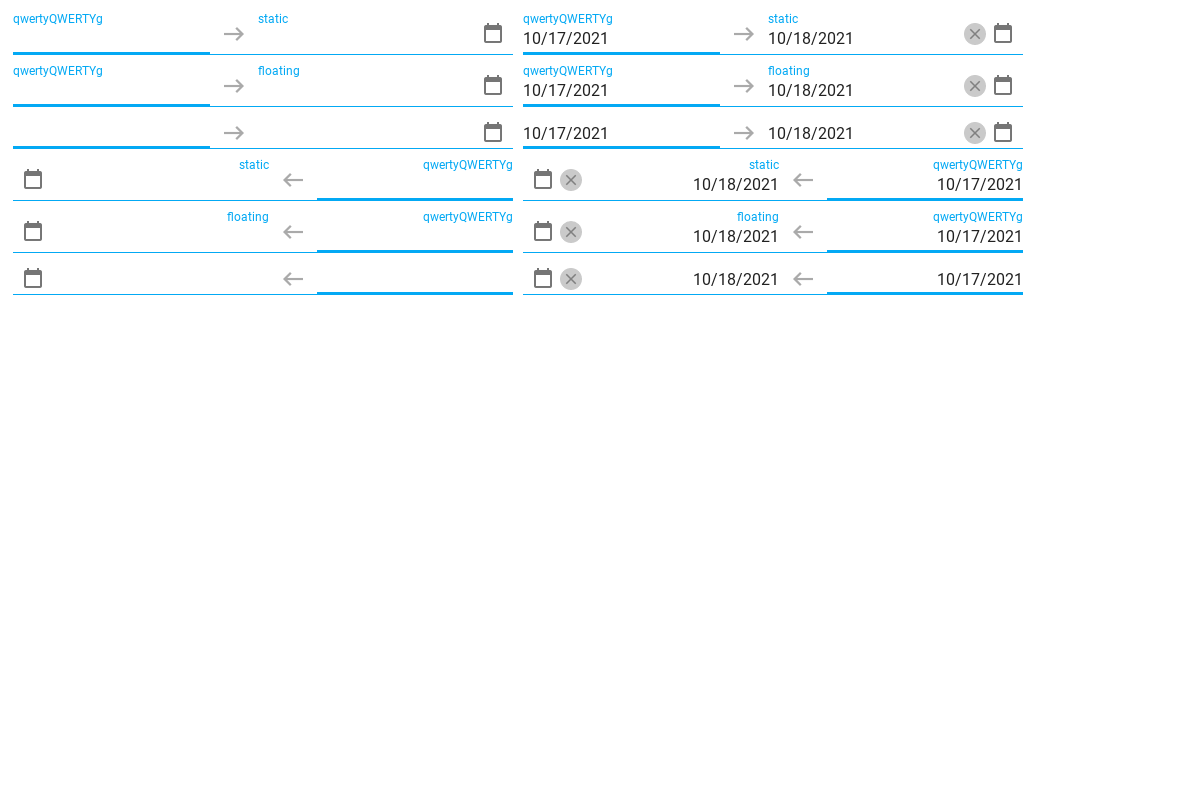 qwertyQWERTYg static qwertyQWERTYg static
10/17/2021 10/18/2021
qwertyQWERTYg floating qwertyQWERTYg floating
10/17/2021 10/18/2021
10/17/2021 10/18/2021
static qwertyQWERTYg static qwertyQWERTYg
10/18/2021 10/17/2021
floating qwertyQWERTYg floating qwertyQWERTYg
10/18/2021 10/17/2021
10/18/2021 10/17/2021